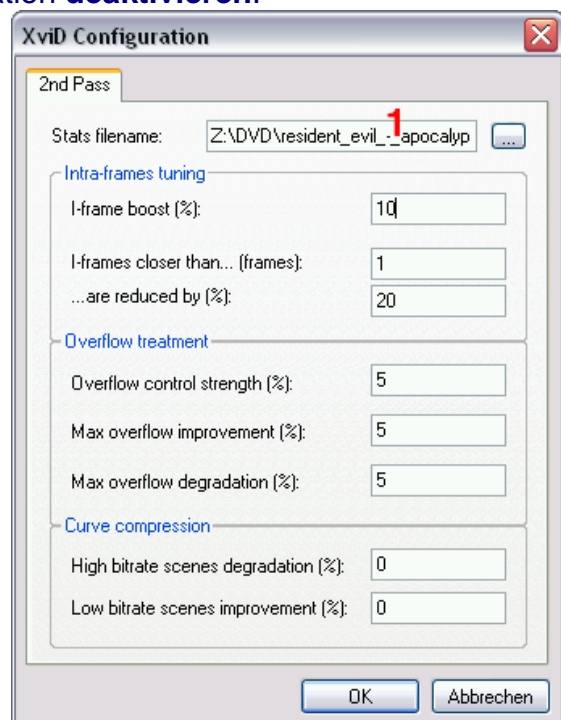 deaktivieren.
XviD Configuration
2nd Pass
1
Stats filename: Z:\DVD\resident_evil_-_apocalyp ...
Intra-frames tuning
I-frame boost (%): 10
I-frames closer than... (frames): 1
...are reduced by (%): 20
Overflow treatment
Overflow control strength (%): 5
Max overflow improvement (%): 5
Max overflow degradation (%): 5
Curve compression
High bitrate scenes degradation (%): 0
Low bitrate scenes improvement (%): 0
OK Abbrechen